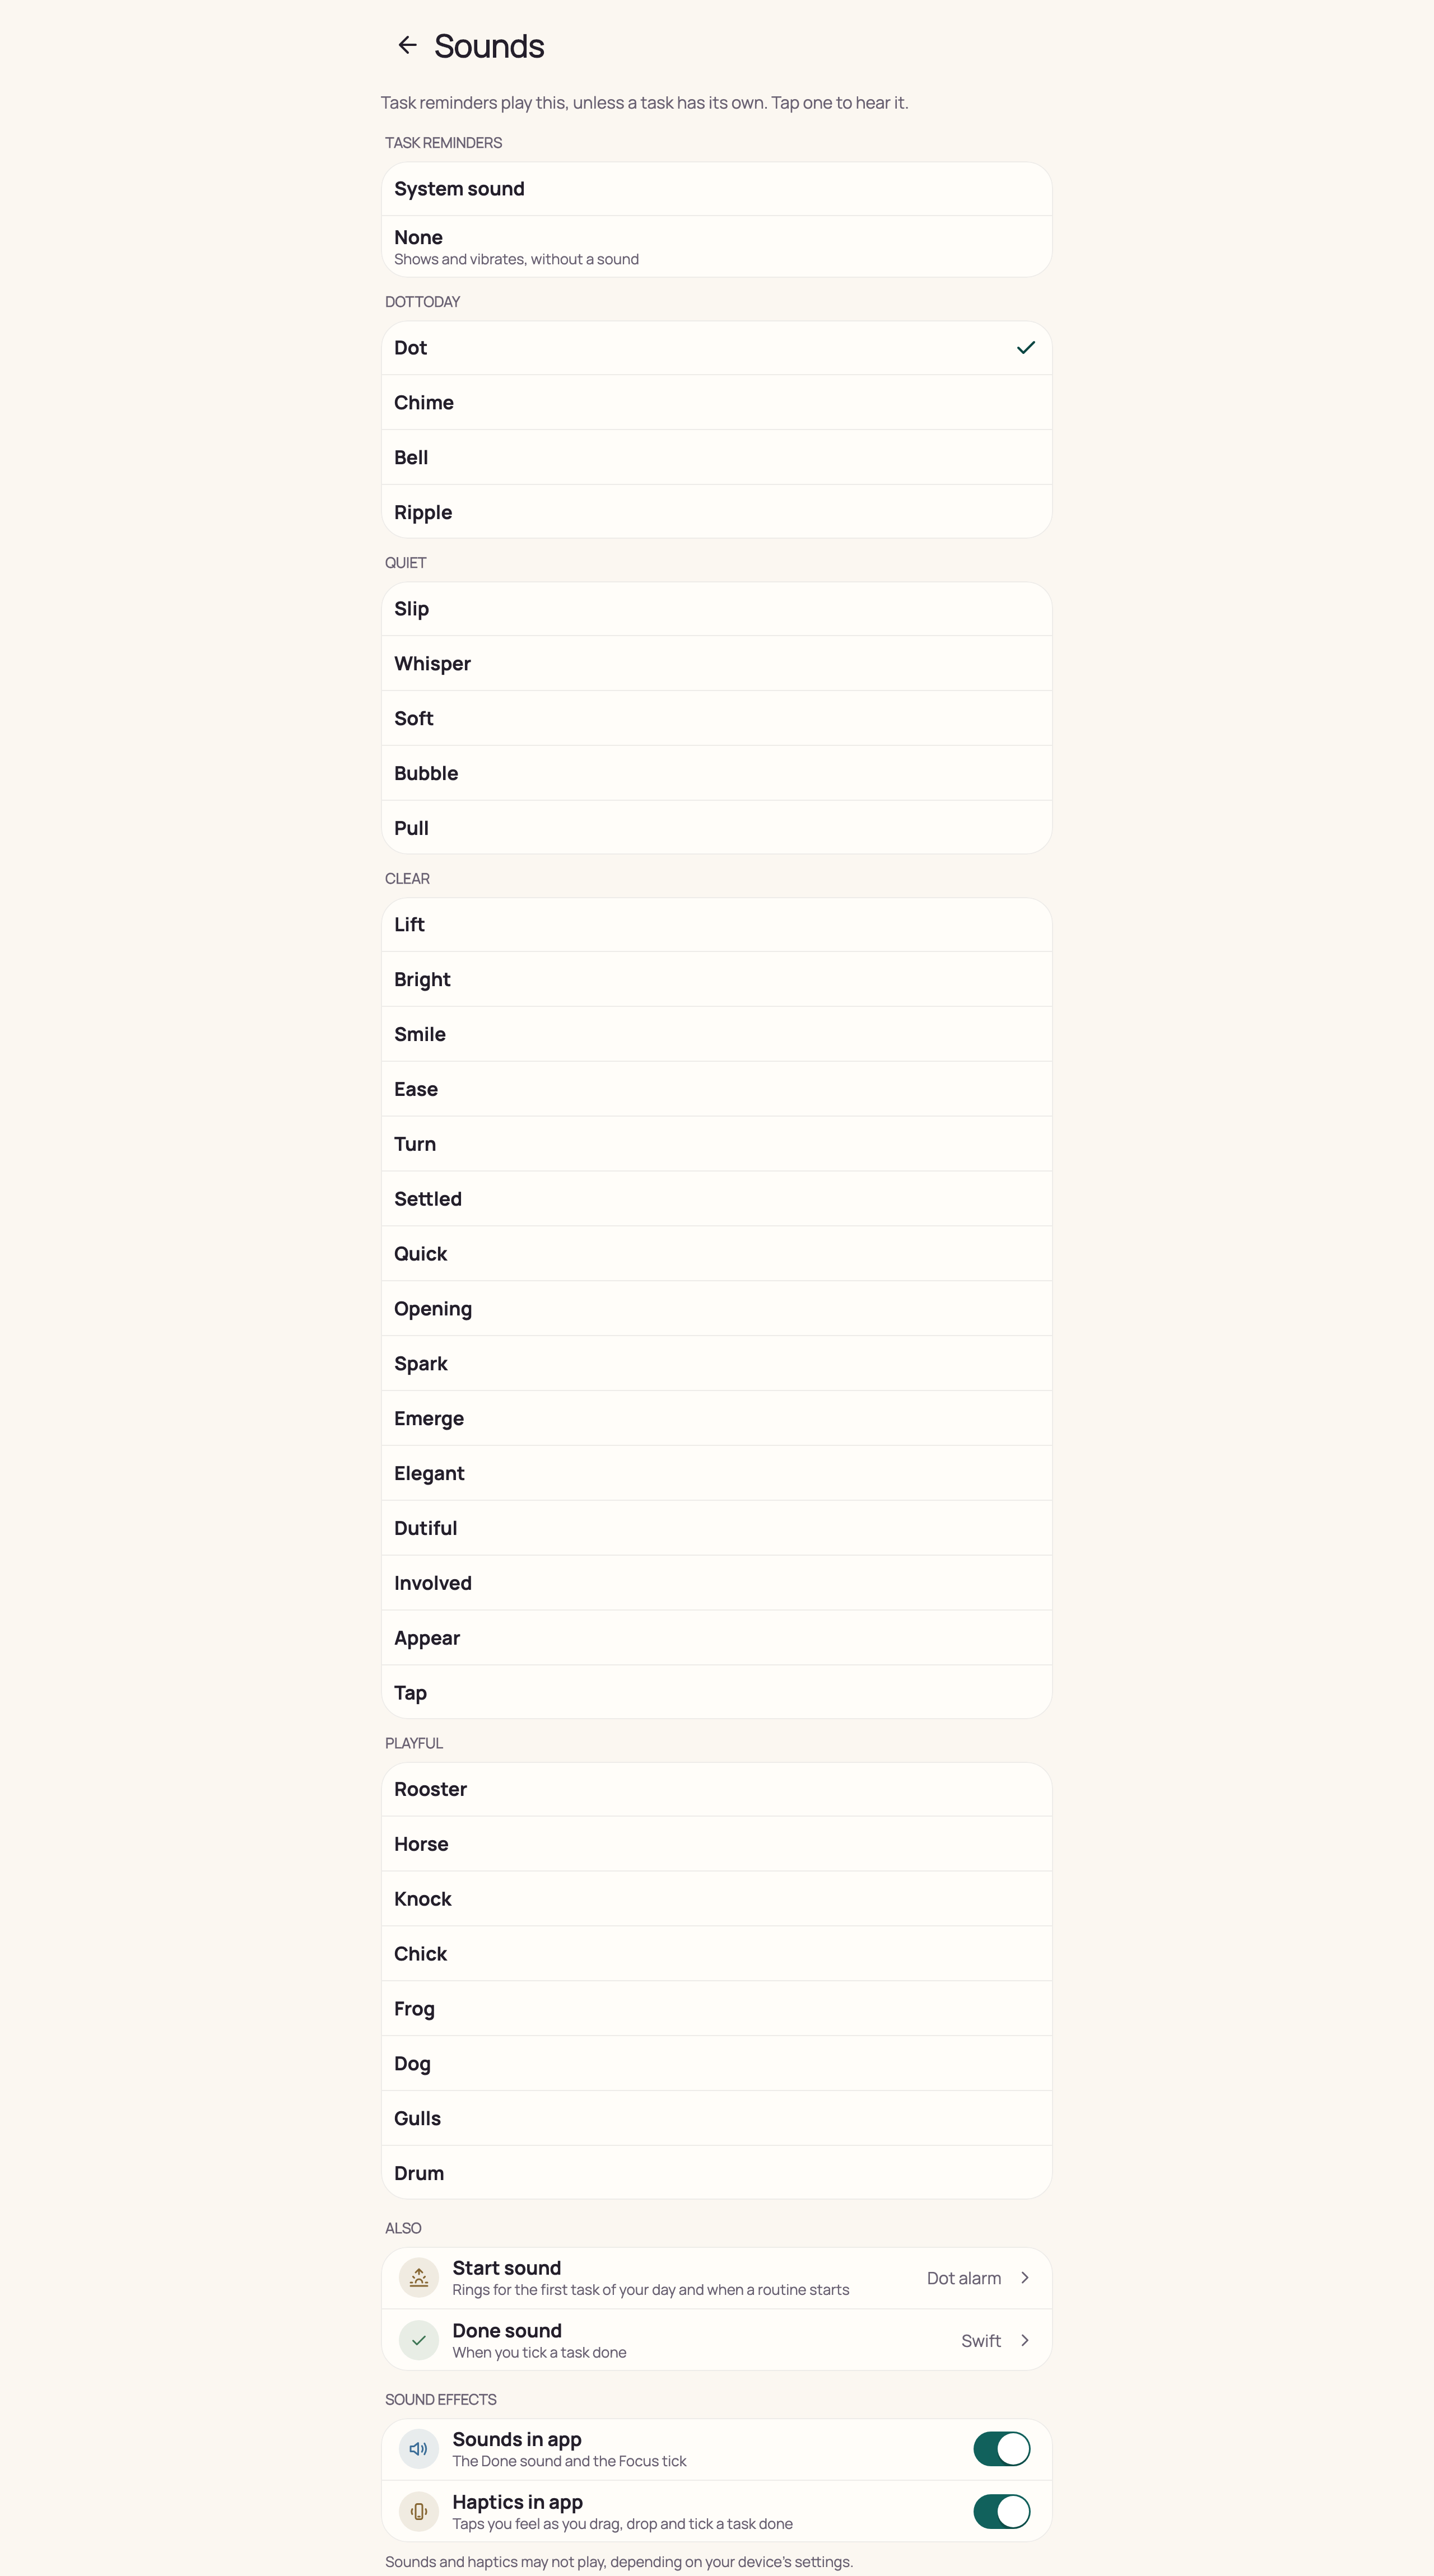 Sounds
Task reminders play this, unless a task has its own. Tap one to hear it.
TASK REMINDERS
System sound
None
Shows and vibrates, without a sound
DOTTODAY
Dot
Chime
Bell
Ripple
QUIET
Slip
Whisper
Soft
Bubble
Pull
CLEAR
Lift
Bright
Smile
Ease
Turn
Settled
Quick
Opening
Spark
Emerge
Elegant
Dutiful
Involved
Appear
Tap
PLAYFUL
Rooster
Horse
Knock
Chick
Frog
Dog
Gulls
Drum
ALSO
Start sound
Rings for the first task of your day and when a routine starts
Dot alarm
Done sound
When you tick a task done
Swift
SOUND EFFECTS
Sounds in app
The Done sound and the Focus tick
Haptics in app
Taps you feel as you drag, drop and tick a task done
Sounds and haptics may not play, depending on your device's settings.